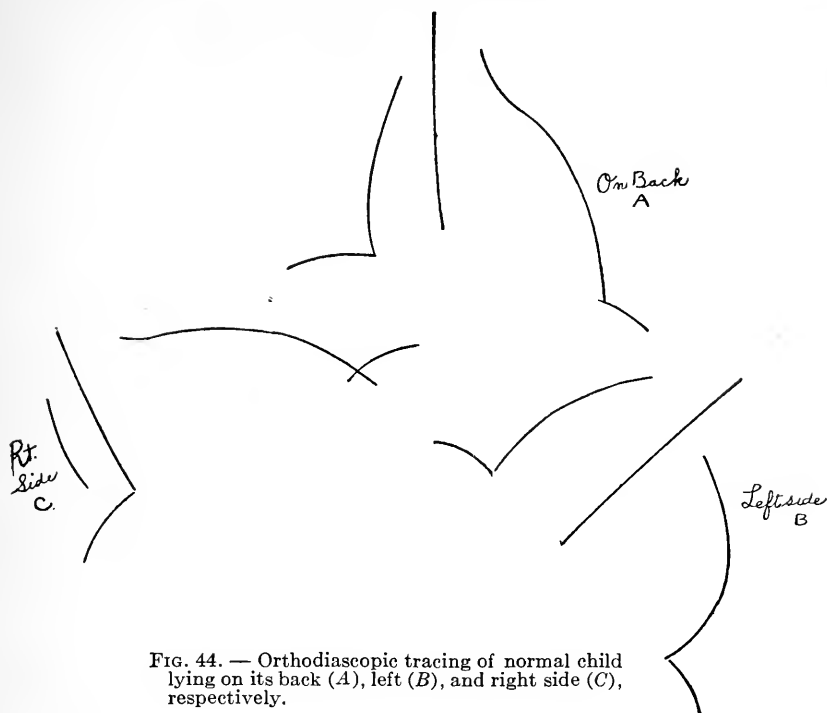 On Back
A
Rt.
Side
C.
Left side
B
FIG. 44. — Orthodiascopic tracing of normal child
lying on its back (A), left (B), and right side (C),
respectively.